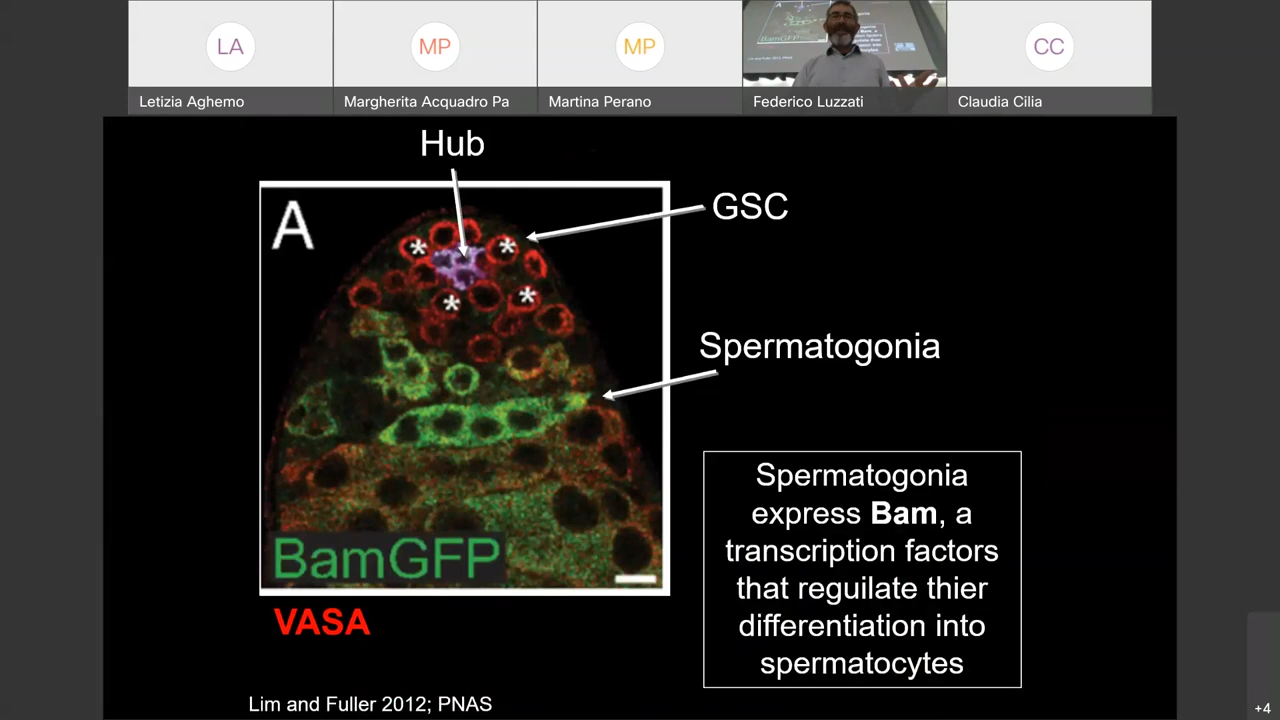 LA
MP
MP
CC
Letizia Aghemo
Margherita Acquadro Pa
Martina Perano
Federico Luzzati
Claudia Cilia
Hub
A
GSC
*
*
*
*
Spermatogonia
Spermatogonia
express Bam, a
transcription factors
that reguilate thier
differentiation into
spermatocytes
BamGFP
VASA
Lim and Fuller 2012; PNAS
+4